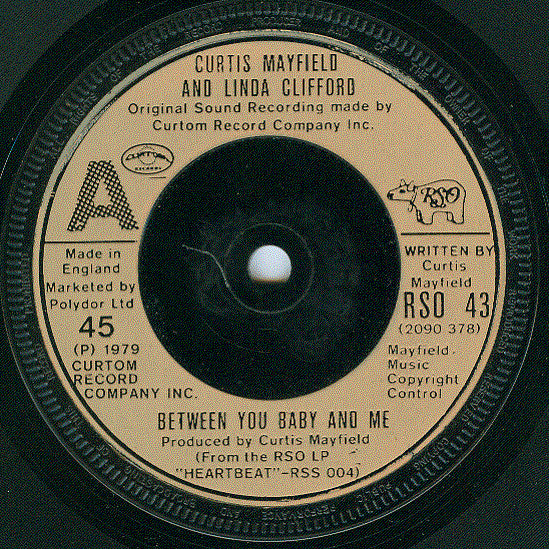 CURTIS MAYFIELD
AND LINDA CLIFFORD
Original Sound Recording made by
Curtom Record Company Inc.
A
CURTOM
RECORDS
RSO
Made in
England
Marketed by
Polydor Ltd
45
(P) 1979
CURTOM
RECORD
COMPANY INC.
WRITTEN BY
Curtis
Mayfield
RSO 43
(2090 378)
Mayfield
Music
Copyright
Control
BETWEEN YOU BABY AND ME
Produced by Curtis Mayfield
(From the RSO LP
"HEARTBEAT"-RSS 004)